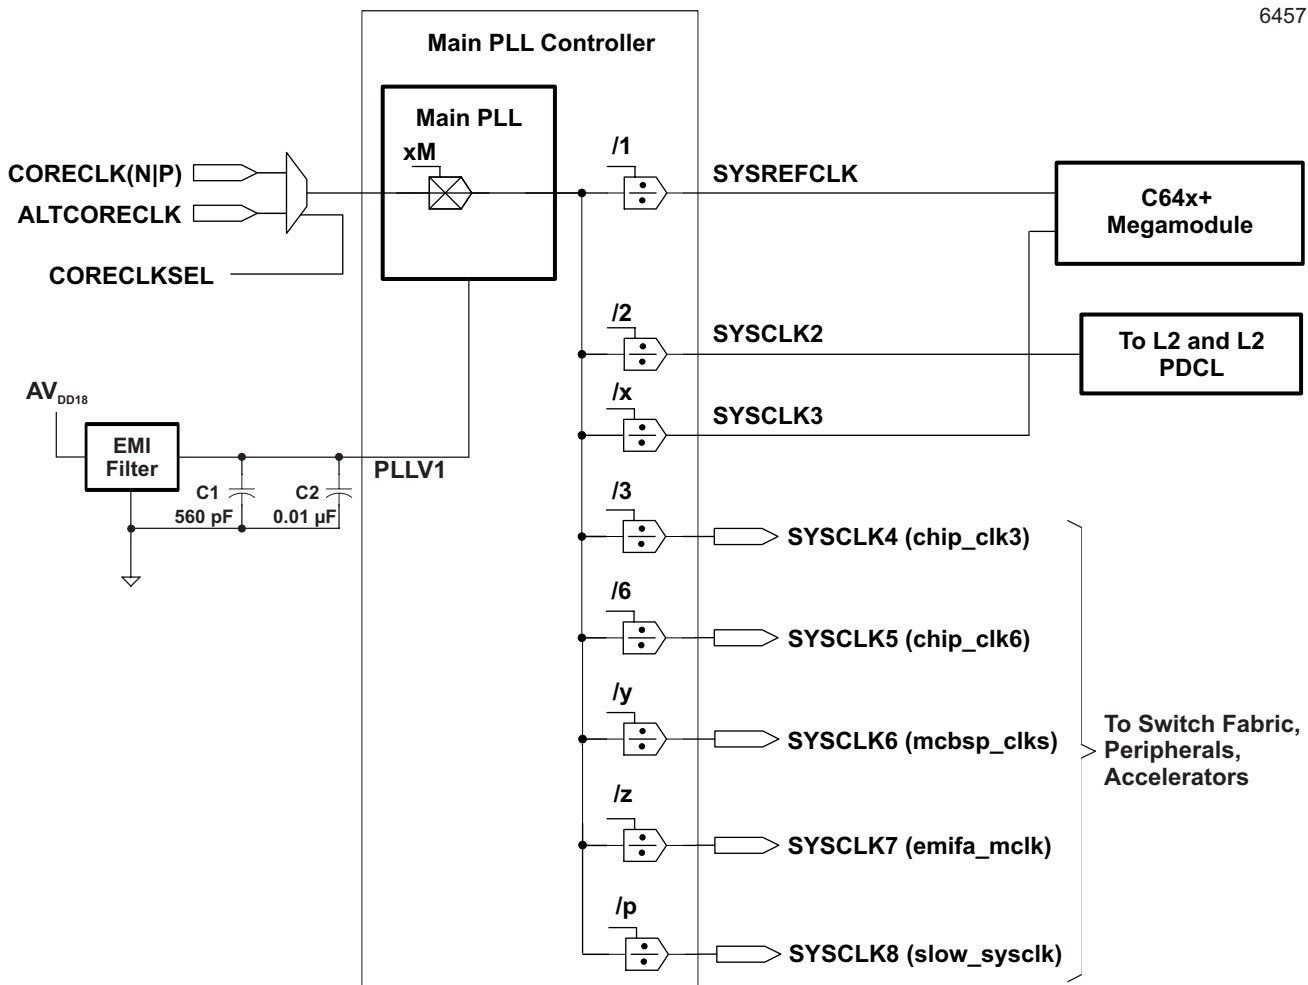 6457
Main PLL Controller
Main PLL
xM
CORECLK(N|P)
ALTCORECLK
CORECLKSEL
/1
SYSREFCLK
C64x+
Megamodule
/2
SYSCLK2
To L2 and L2
PDCL
/x
SYSCLK3
AVDD18
EMI
Filter
PLLV1
C1
560 pF
C2
0.01 µF
/3
SYSCLK4 (chip_clk3)
/6
SYSCLK5 (chip_clk6)
/y
SYSCLK6 (mcbsp_clks)
/z
SYSCLK7 (emifa_mclk)
/p
SYSCLK8 (slow_sysclk)
To Switch Fabric,
Peripherals,
Accelerators